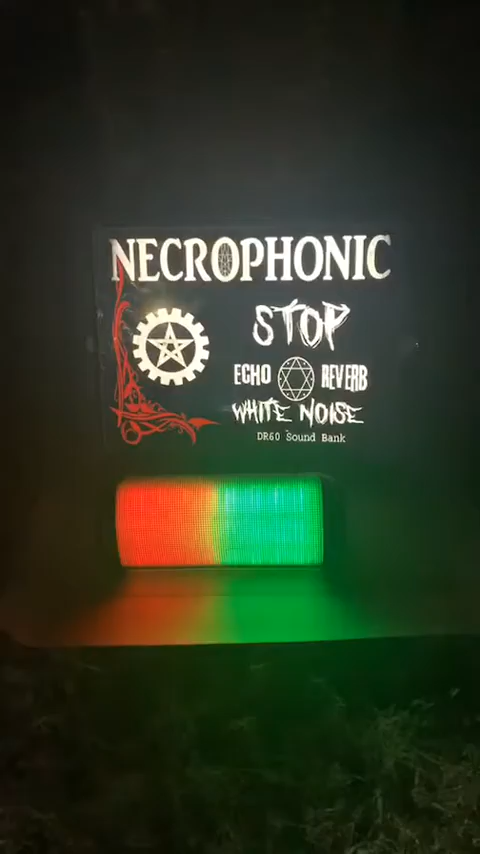 NECROPHONIC
STOP
ECHO REVERB
WHITE NOISE
DR60 Sound Bank